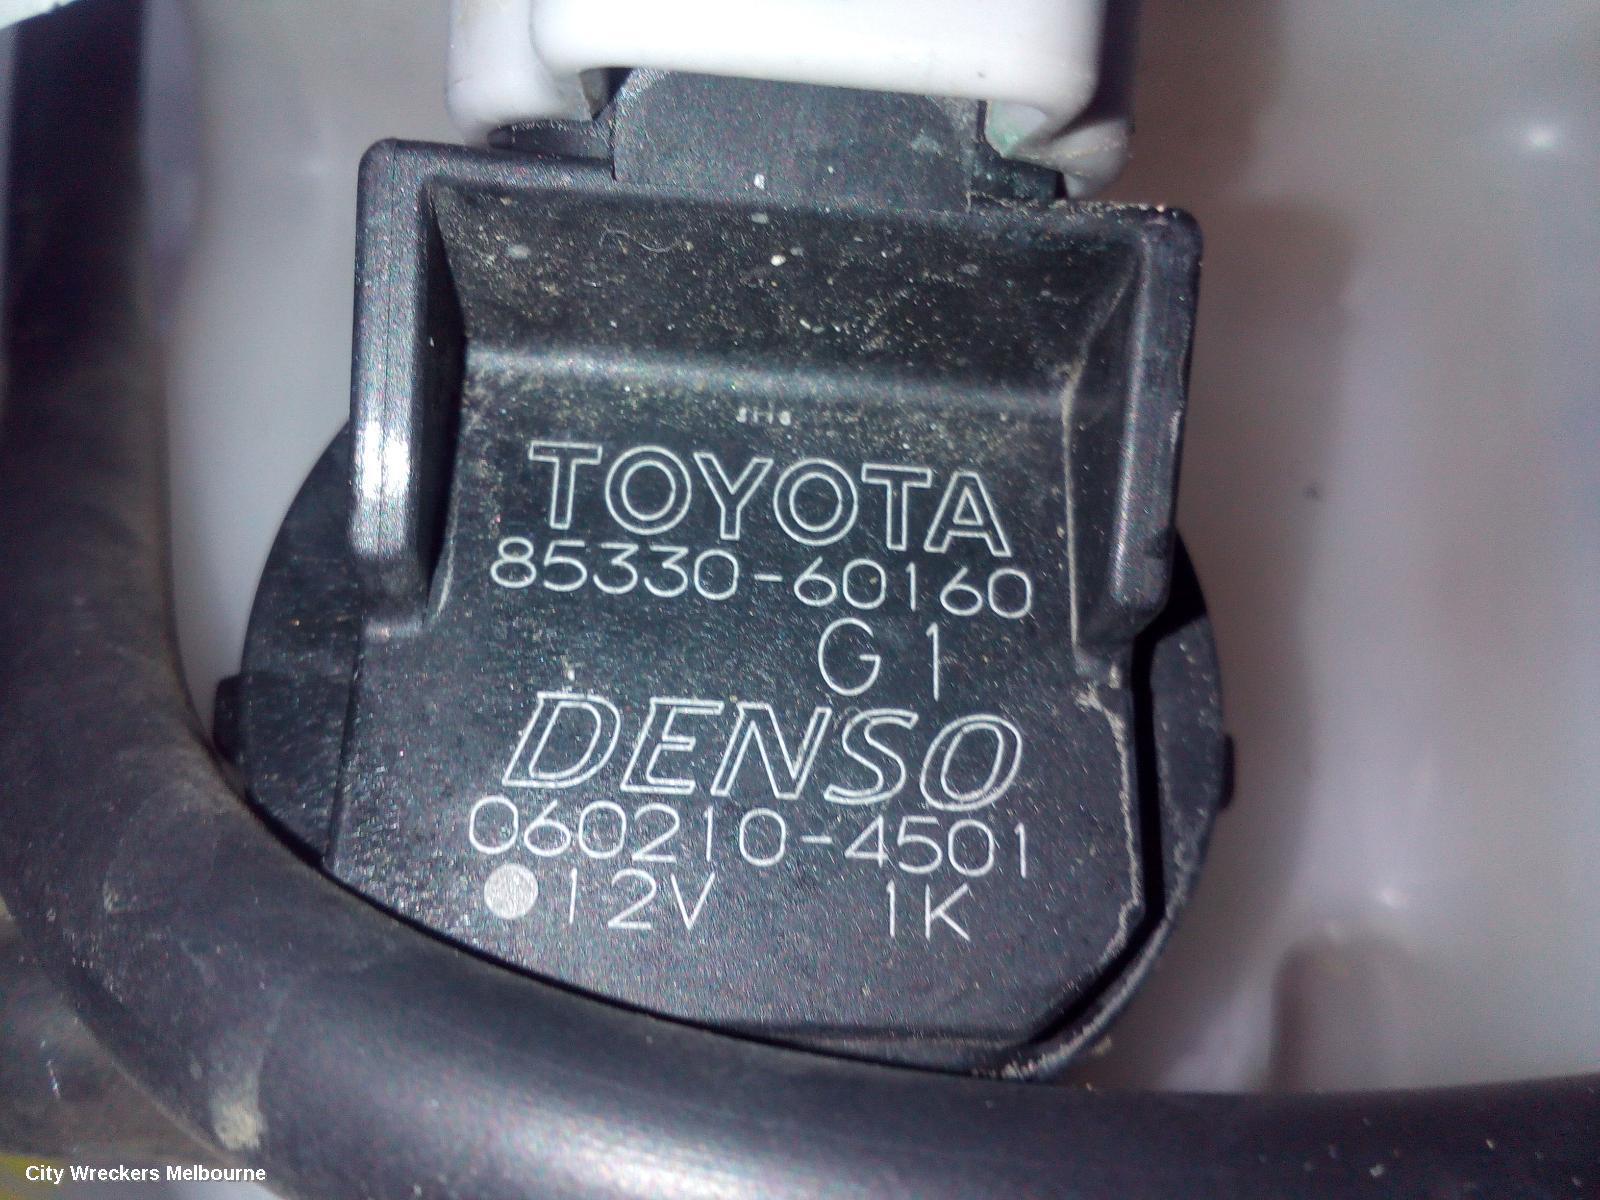 TOYOTA
85330-60160
G1
DENSO
060210-4501
12V 1K
City Wreckers Melbourne